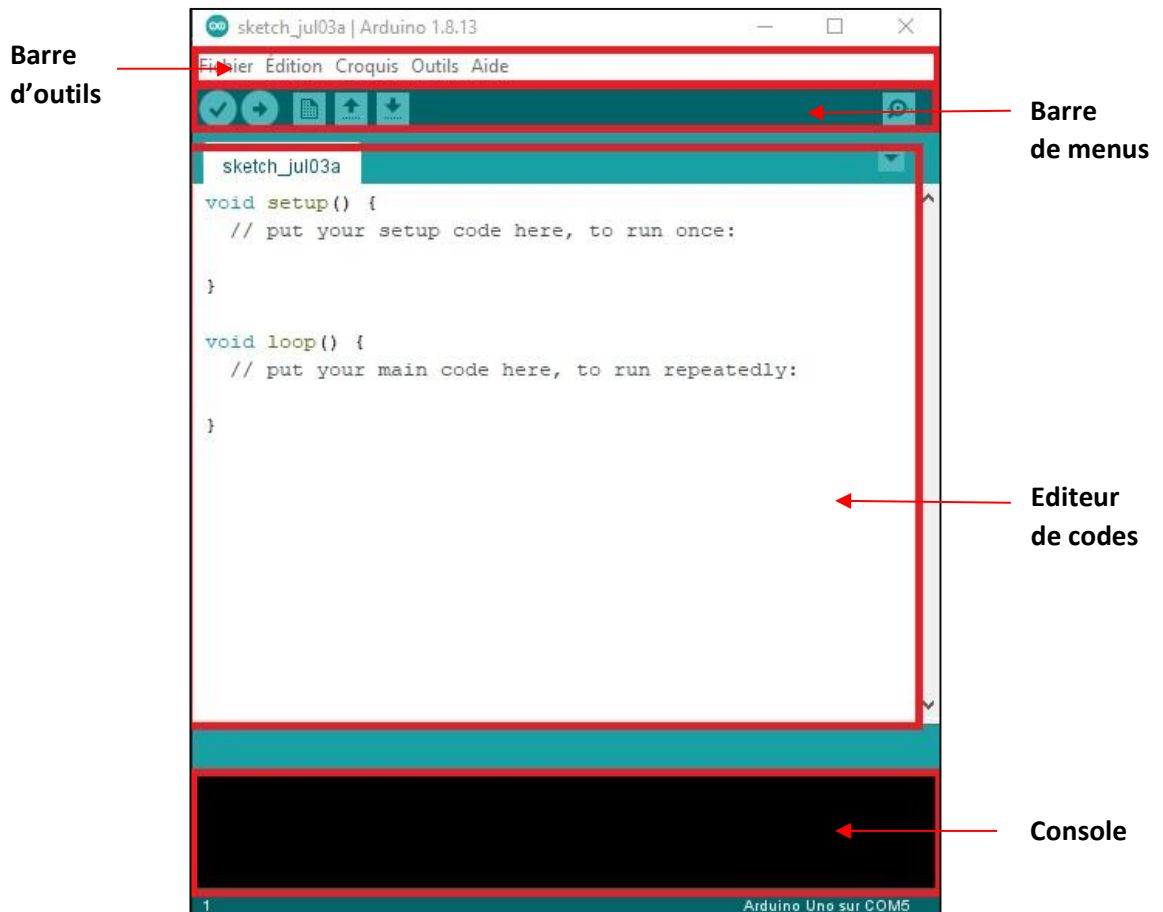 sketch_jul03a | Arduino 1.8.13
Barre
d’outils
Fichier Édition Croquis Outils Aide
Barre
de menus
sketch_jul03a
void setup() {
// put your setup code here, to run once:
}
void loop() {
// put your main code here, to run repeatedly:
}
Editeur
de codes
Console
1
Arduino Uno sur COM5